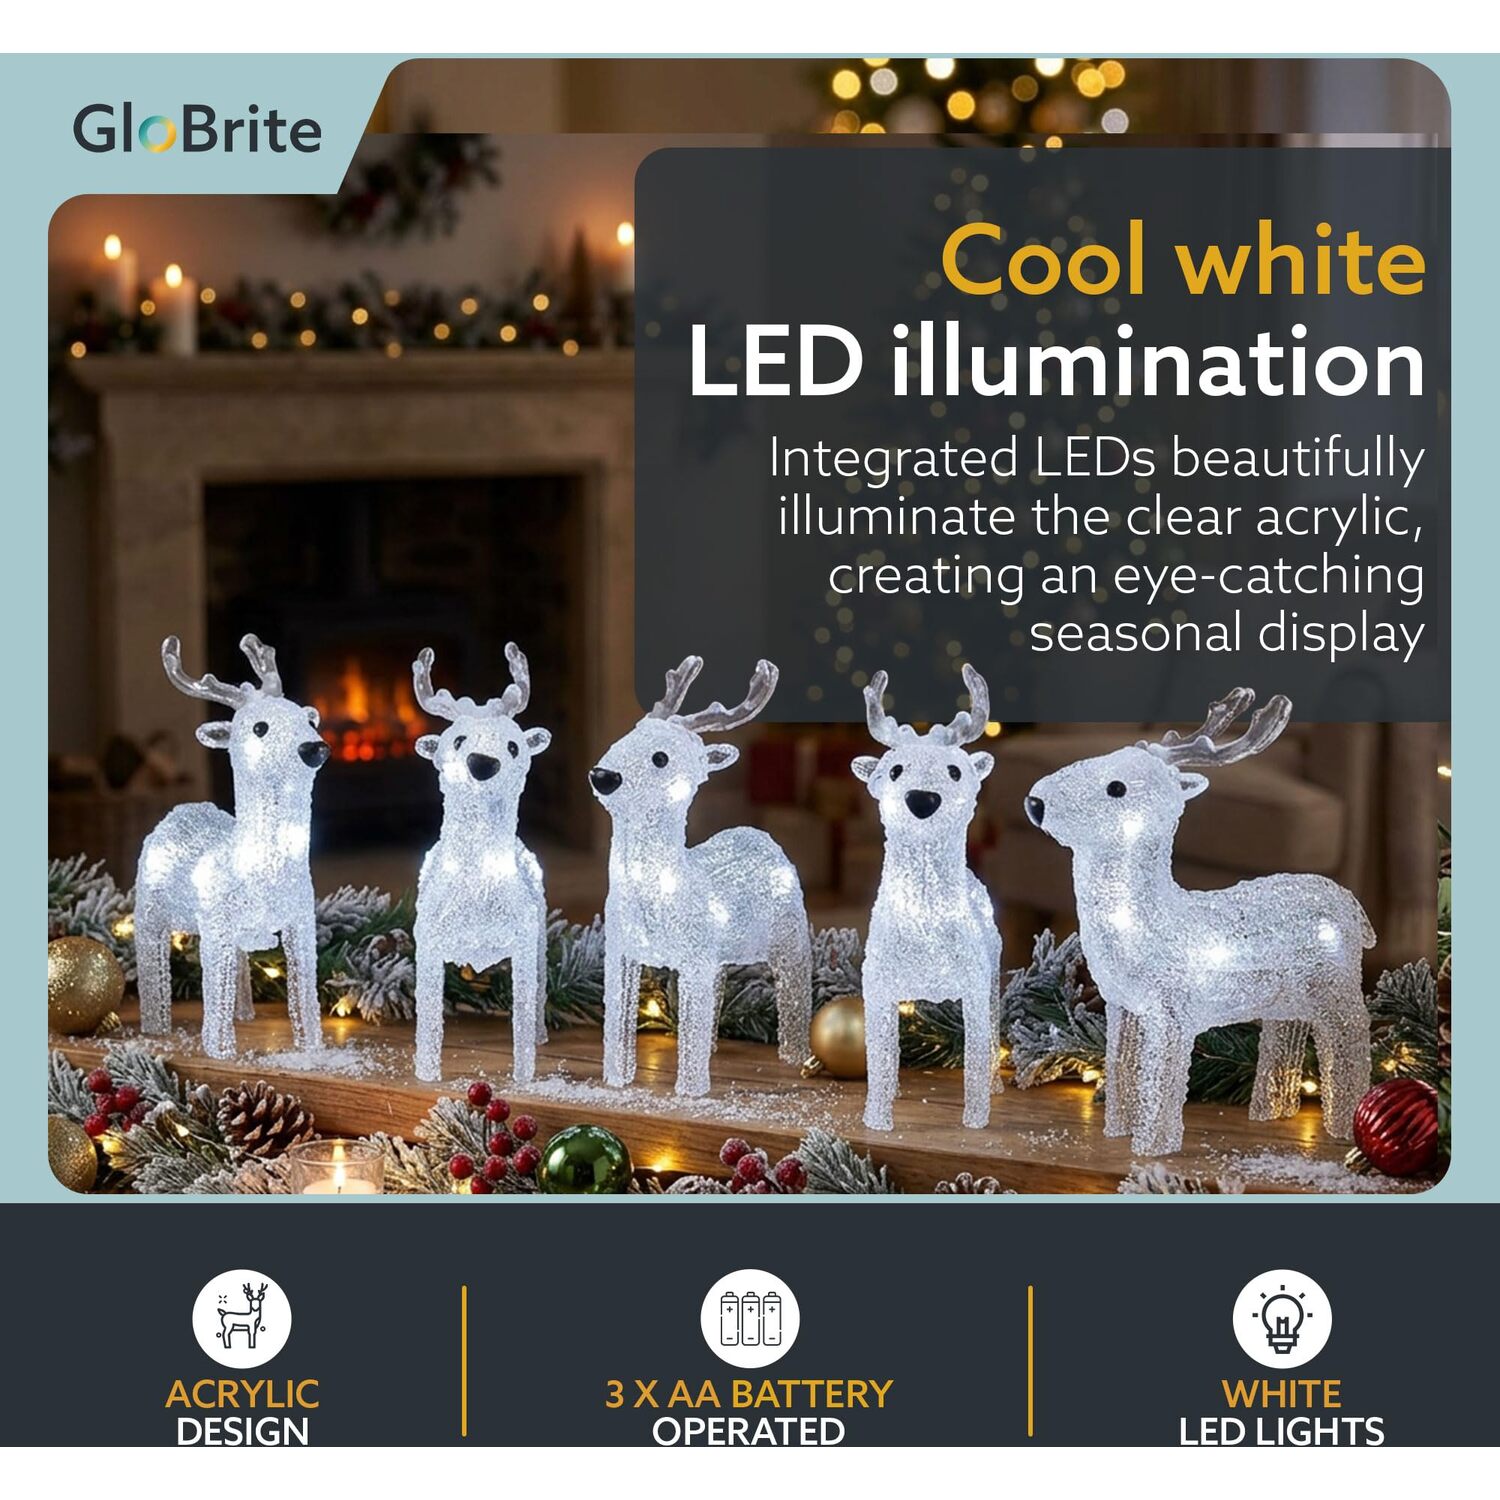 GloBrite
Cool white
LED illumination
Integrated LEDs beautifully
illuminate the clear acrylic,
creating an eye-catching
seasonal display
ACRYLIC
DESIGN
3 X AA BATTERY
OPERATED
WHITE
LED LIGHTS